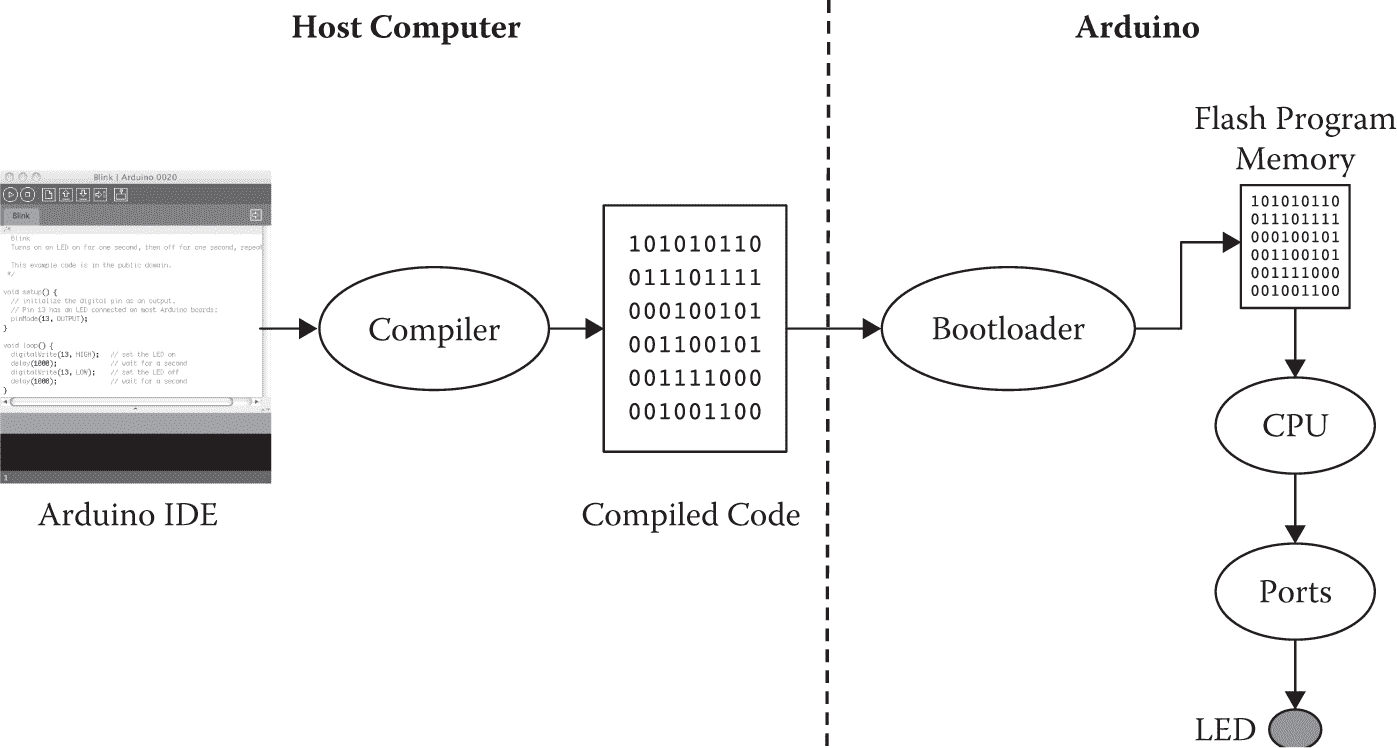 Host Computer
Arduino
Blink | Arduino 0020
Blink
/*
Blink
Turns on an LED on for one second, then off for one second, repeat
This example code is in the public domain.
*/
void setup() {
// initialize the digital pin as an output.
// Pin 13 has an LED connected on most Arduino boards:
pinMode(13, OUTPUT);
}
void loop() {
digitalWrite(13, HIGH);   // set the LED on
delay(1000);              // wait for a second
digitalWrite(13, LOW);    // set the LED off
delay(1000);              // wait for a second
}
1
Arduino IDE
Compiler
101010110
011101111
000100101
001100101
001111000
001001100
Compiled Code
Bootloader
Flash Program
Memory
101010110
011101111
000100101
001100101
001111000
001001100
CPU
Ports
LED